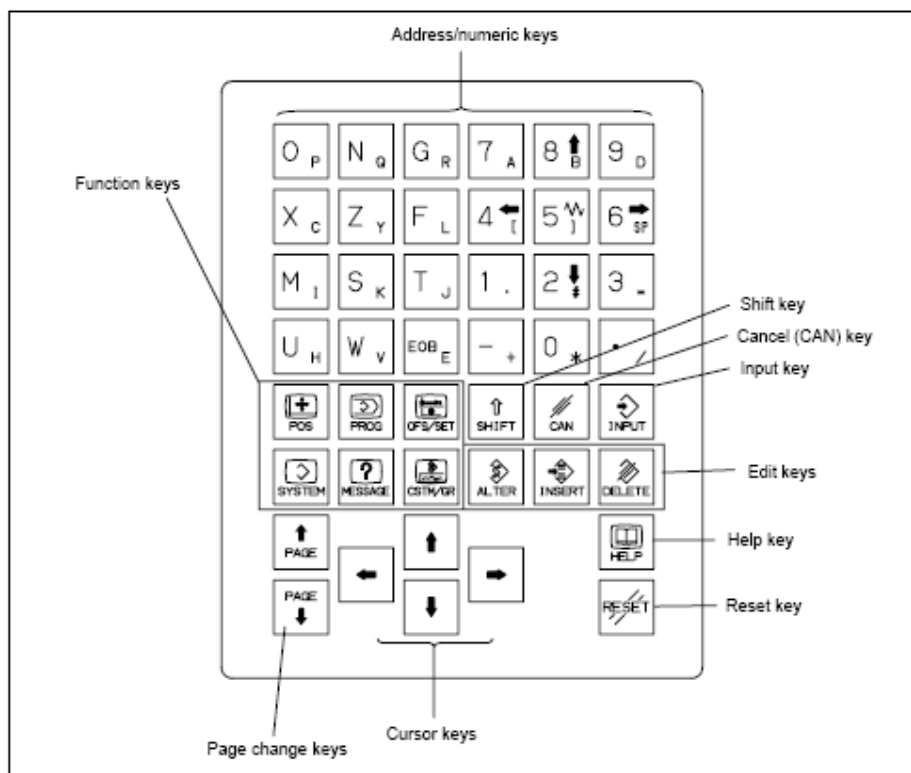 Address/numeric keys
O P N Q G R 7 A 8 B 9 D
Function keys
X C Z Y F L 4 [ 5 ] 6 SP
M I S K T J 1 , 2 # 3 =
Shift key
Cancel (CAN) key
U H W V EOB E - + 0 * . /
Input key
POS PROG OFS/SET SHIFT CAN INPUT
Edit keys
SYSTEM MESSAGE ? CSTM/GR ALTER INSERT DELETE
PAGE HELP
Help key
PAGE RESET
Reset key
Cursor keys
Page change keys